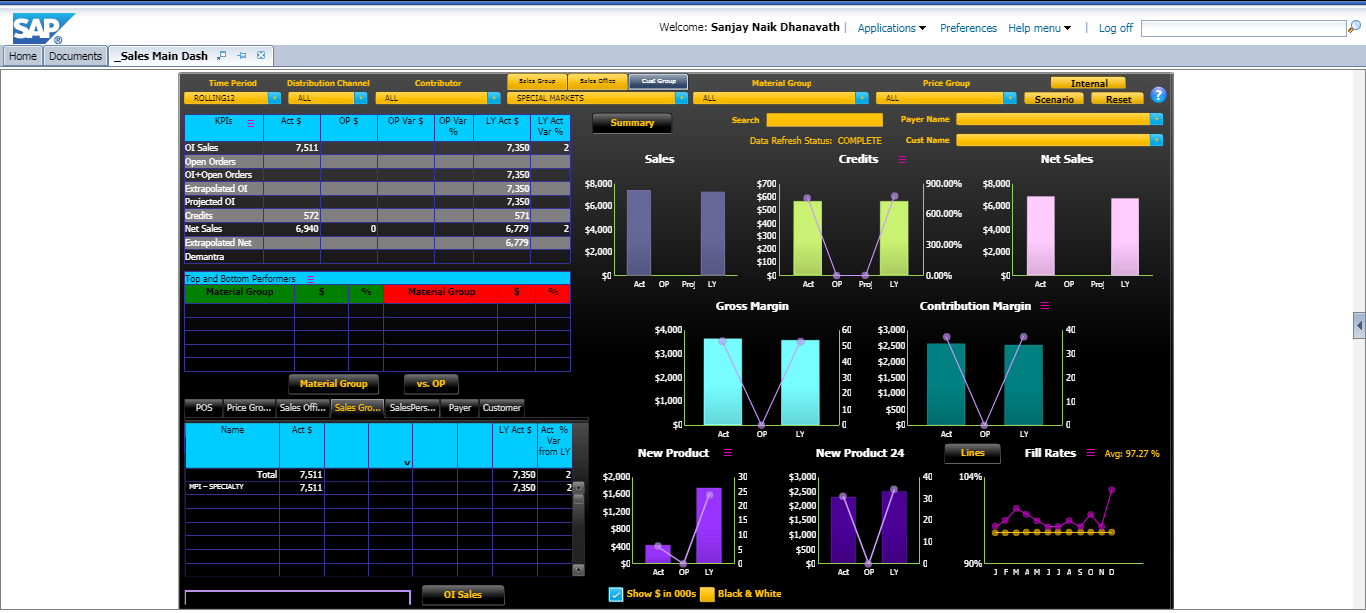 SAP ®
Welcome: Sanjay Naik Dhanavath | Applications Preferences Help menu | Log off
Home Documents _Sales Main Dash
Time Period Distribution Channel Contributor Sales Group Sales Office Cust Group Material Group Price Group Internal
ROLLING12 ALL ALL SPECIAL MARKETS ALL ALL Scenario Reset ?
KPIs Act $ OP $ OP Var $ OP Var % LY Act $ LY Act Var %
OI Sales 7,511 7,350 2
Open Orders
OI+Open Orders 7,350
Extrapolated OI 7,350
Projected OI 7,350
Credits 572 571
Net Sales 6,940 0 6,779 2
Extrapolated Net 6,779
Demantra
Summary Search Payer Name
Data Refresh Status: COMPLETE Cust Name
Top and Bottom Performers
Material Group $ % Material Group $ %
Material Group vs. OP
POS Price Gro... Sales Offi... Sales Gro... SalesPers... Payer Customer
Name Act $ LY Act $ Act % Var from LY
Total 7,511 7,350 2
MPI - SPECIALTY 7,511 7,350 2
OI Sales
Sales
$8,000
$6,000
$4,000
$2,000
$0
Act OP Proj LY
Credits
$700 900.00%
$600
$500 600.00%
$400
$300 300.00%
$200
$100
$0 0.00%
Act OP Proj LY
Net Sales
$8,000
$6,000
$4,000
$2,000
$0
Act OP Proj LY
Gross Margin
$4,000 60
50
$3,000 40
$2,000 30
20
$1,000 10
$0 0
Act OP LY
Contribution Margin
$3,000 40
$2,500
$2,000 30
$1,500 20
$1,000 10
$500
$0 0
Act OP LY
New Product
$2,000 30
$1,600 25
$1,200 20
15
$800 10
$400 5
$0 0
Act OP LY
New Product 24
$3,000 40
$2,500
$2,000 30
$1,500 20
$1,000 10
$500
$0 0
Act OP LY
Lines Fill Rates Avg: 97.27 %
104%
90%
J F M A M J J A S O N D
Show $ in 000s Black & White